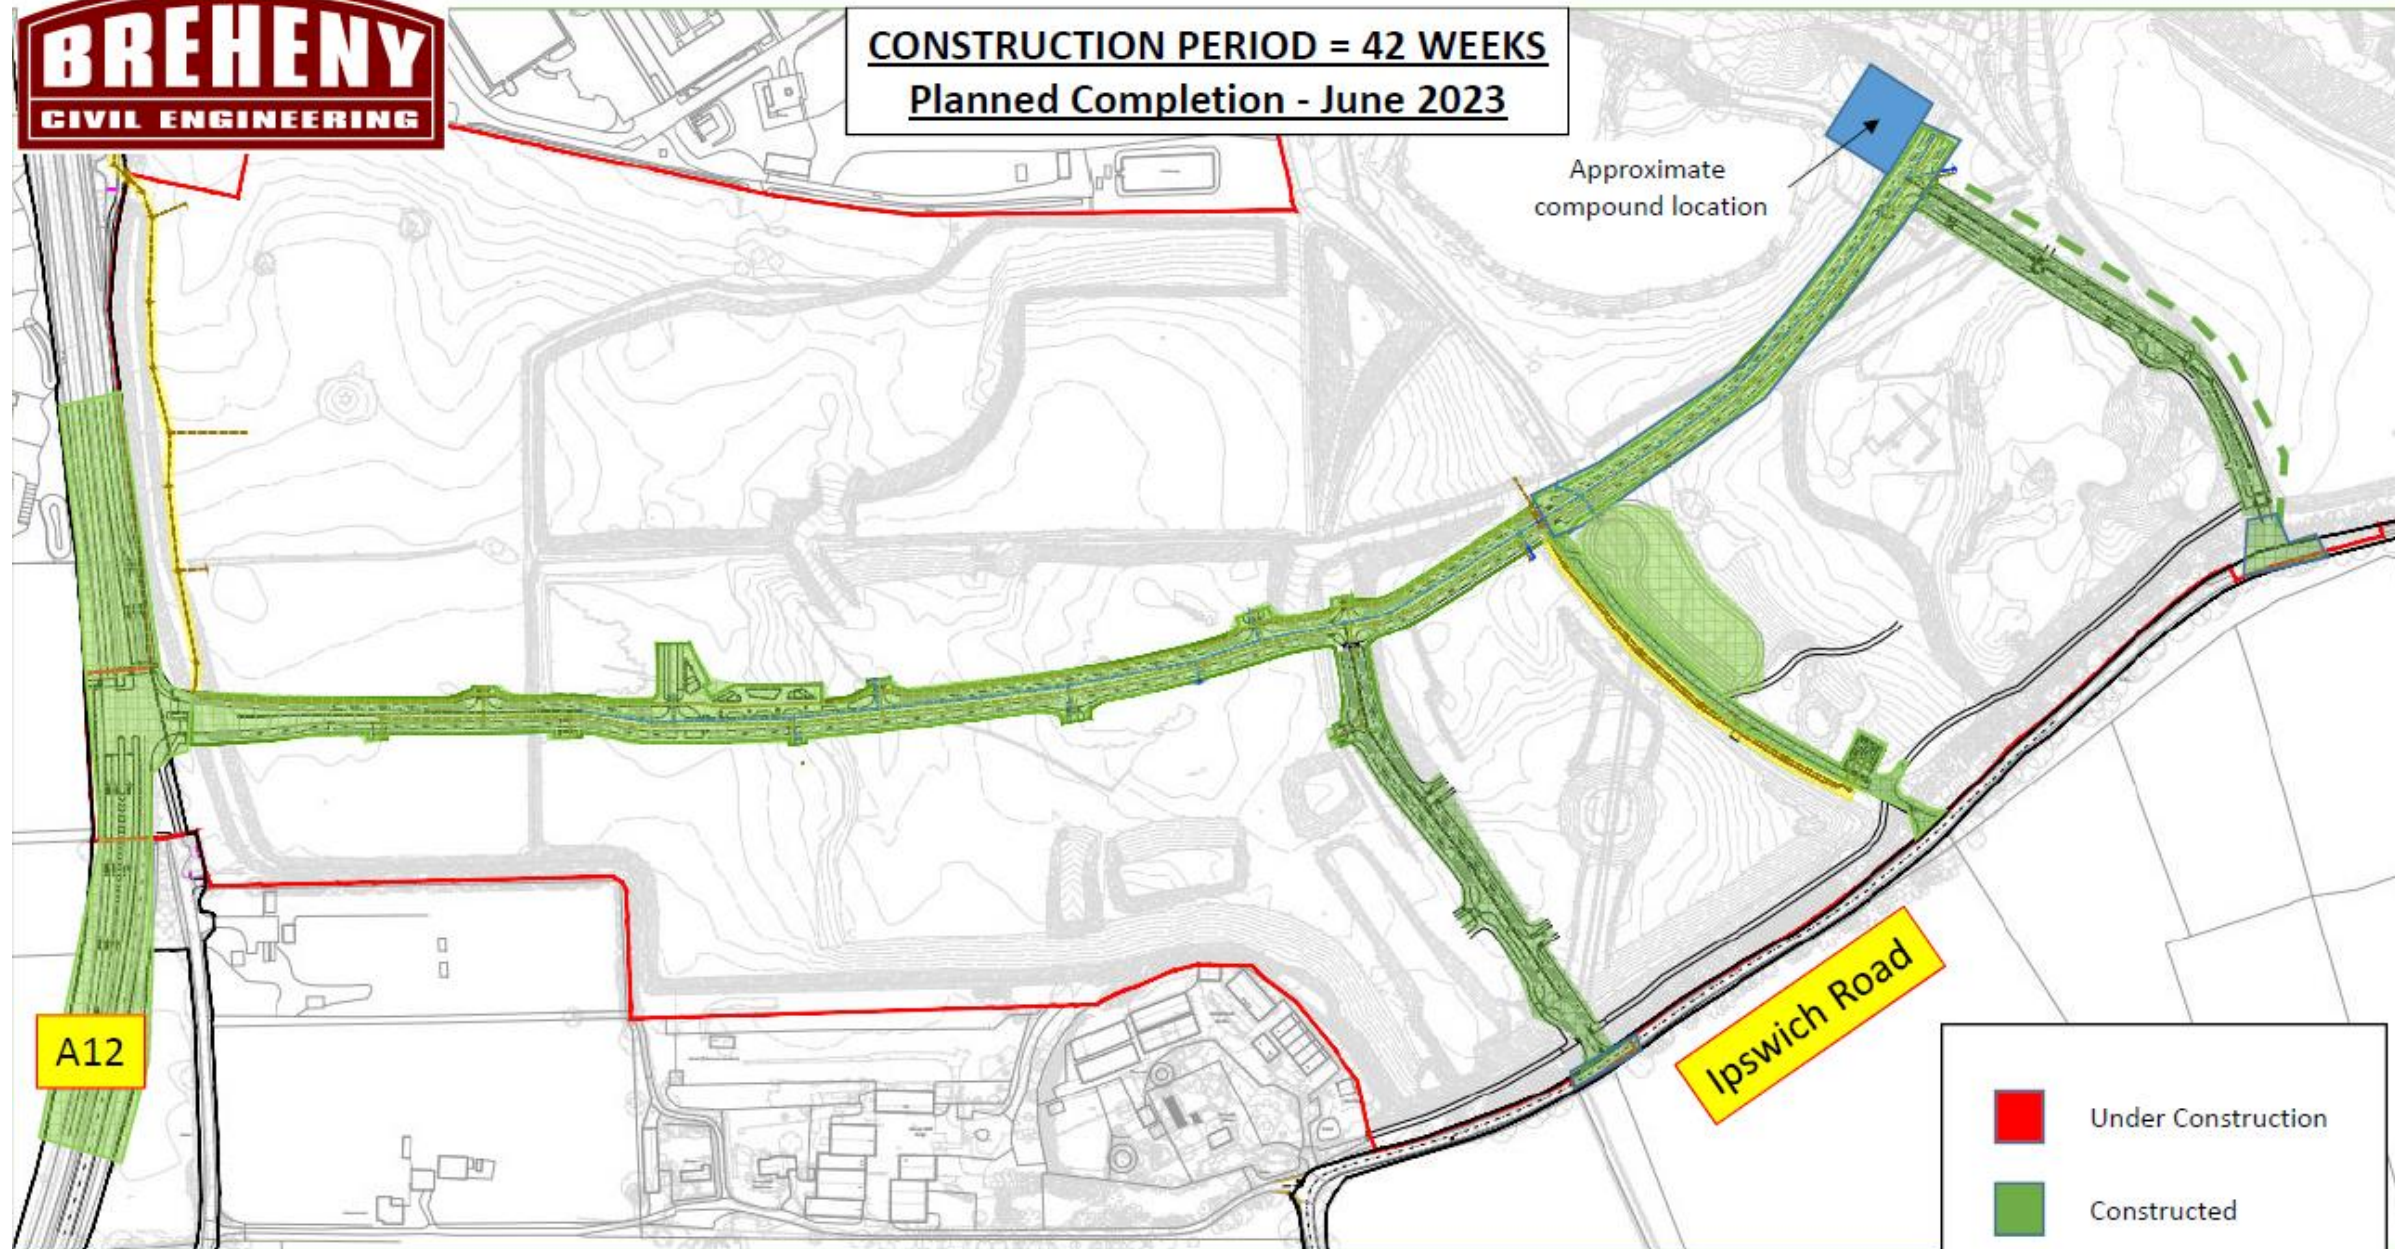 BREHENY
CIVIL ENGINEERING
CONSTRUCTION PERIOD = 42 WEEKS
Planned Completion - June 2023
Approximate
compound location
A12
Ipswich Road
Under Construction
Constructed